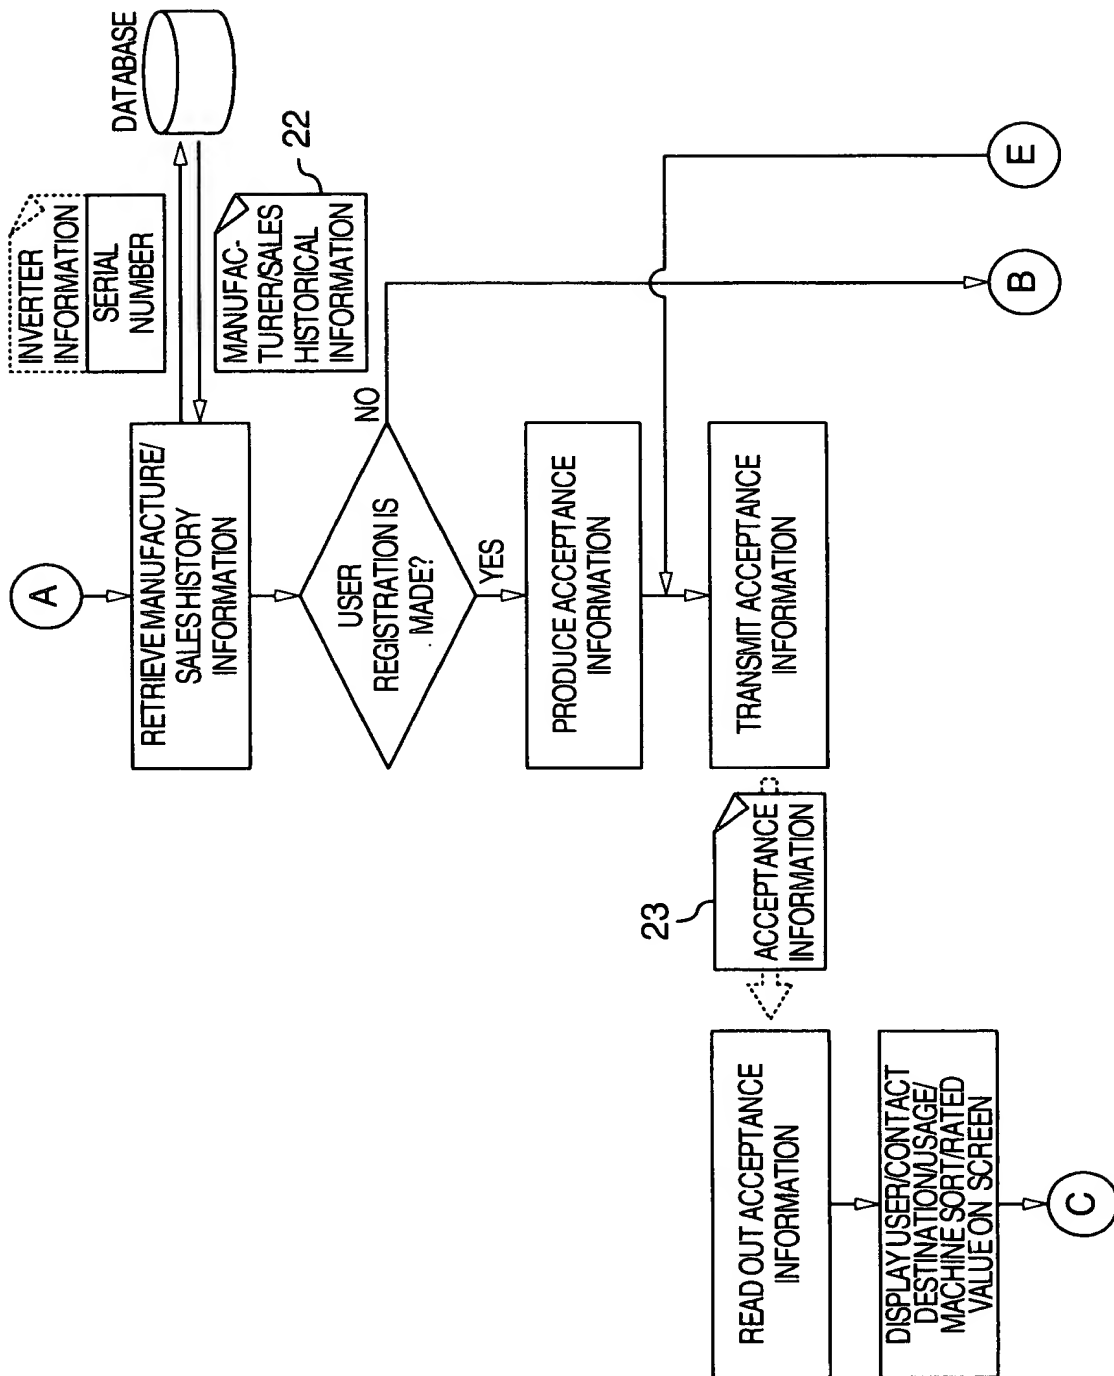 A
RETRIEVE MANUFACTURE/
SALES HISTORY
INFORMATION
INVERTER
INFORMATION
SERIAL
NUMBER
DATABASE
MANUFAC-
TURER/SALES
HISTORICAL
INFORMATION
22
USER
REGISTRATION IS
MADE?
NO
YES
PRODUCE ACCEPTANCE
INFORMATION
TRANSMIT ACCEPTANCE
INFORMATION
B
E
23
ACCEPTANCE
INFORMATION
READ OUT ACCEPTANCE
INFORMATION
DISPLAY USER/CONTACT
DESTINATION/USAGE/
MACHINE SORT/RATED
VALUE ON SCREEN
C